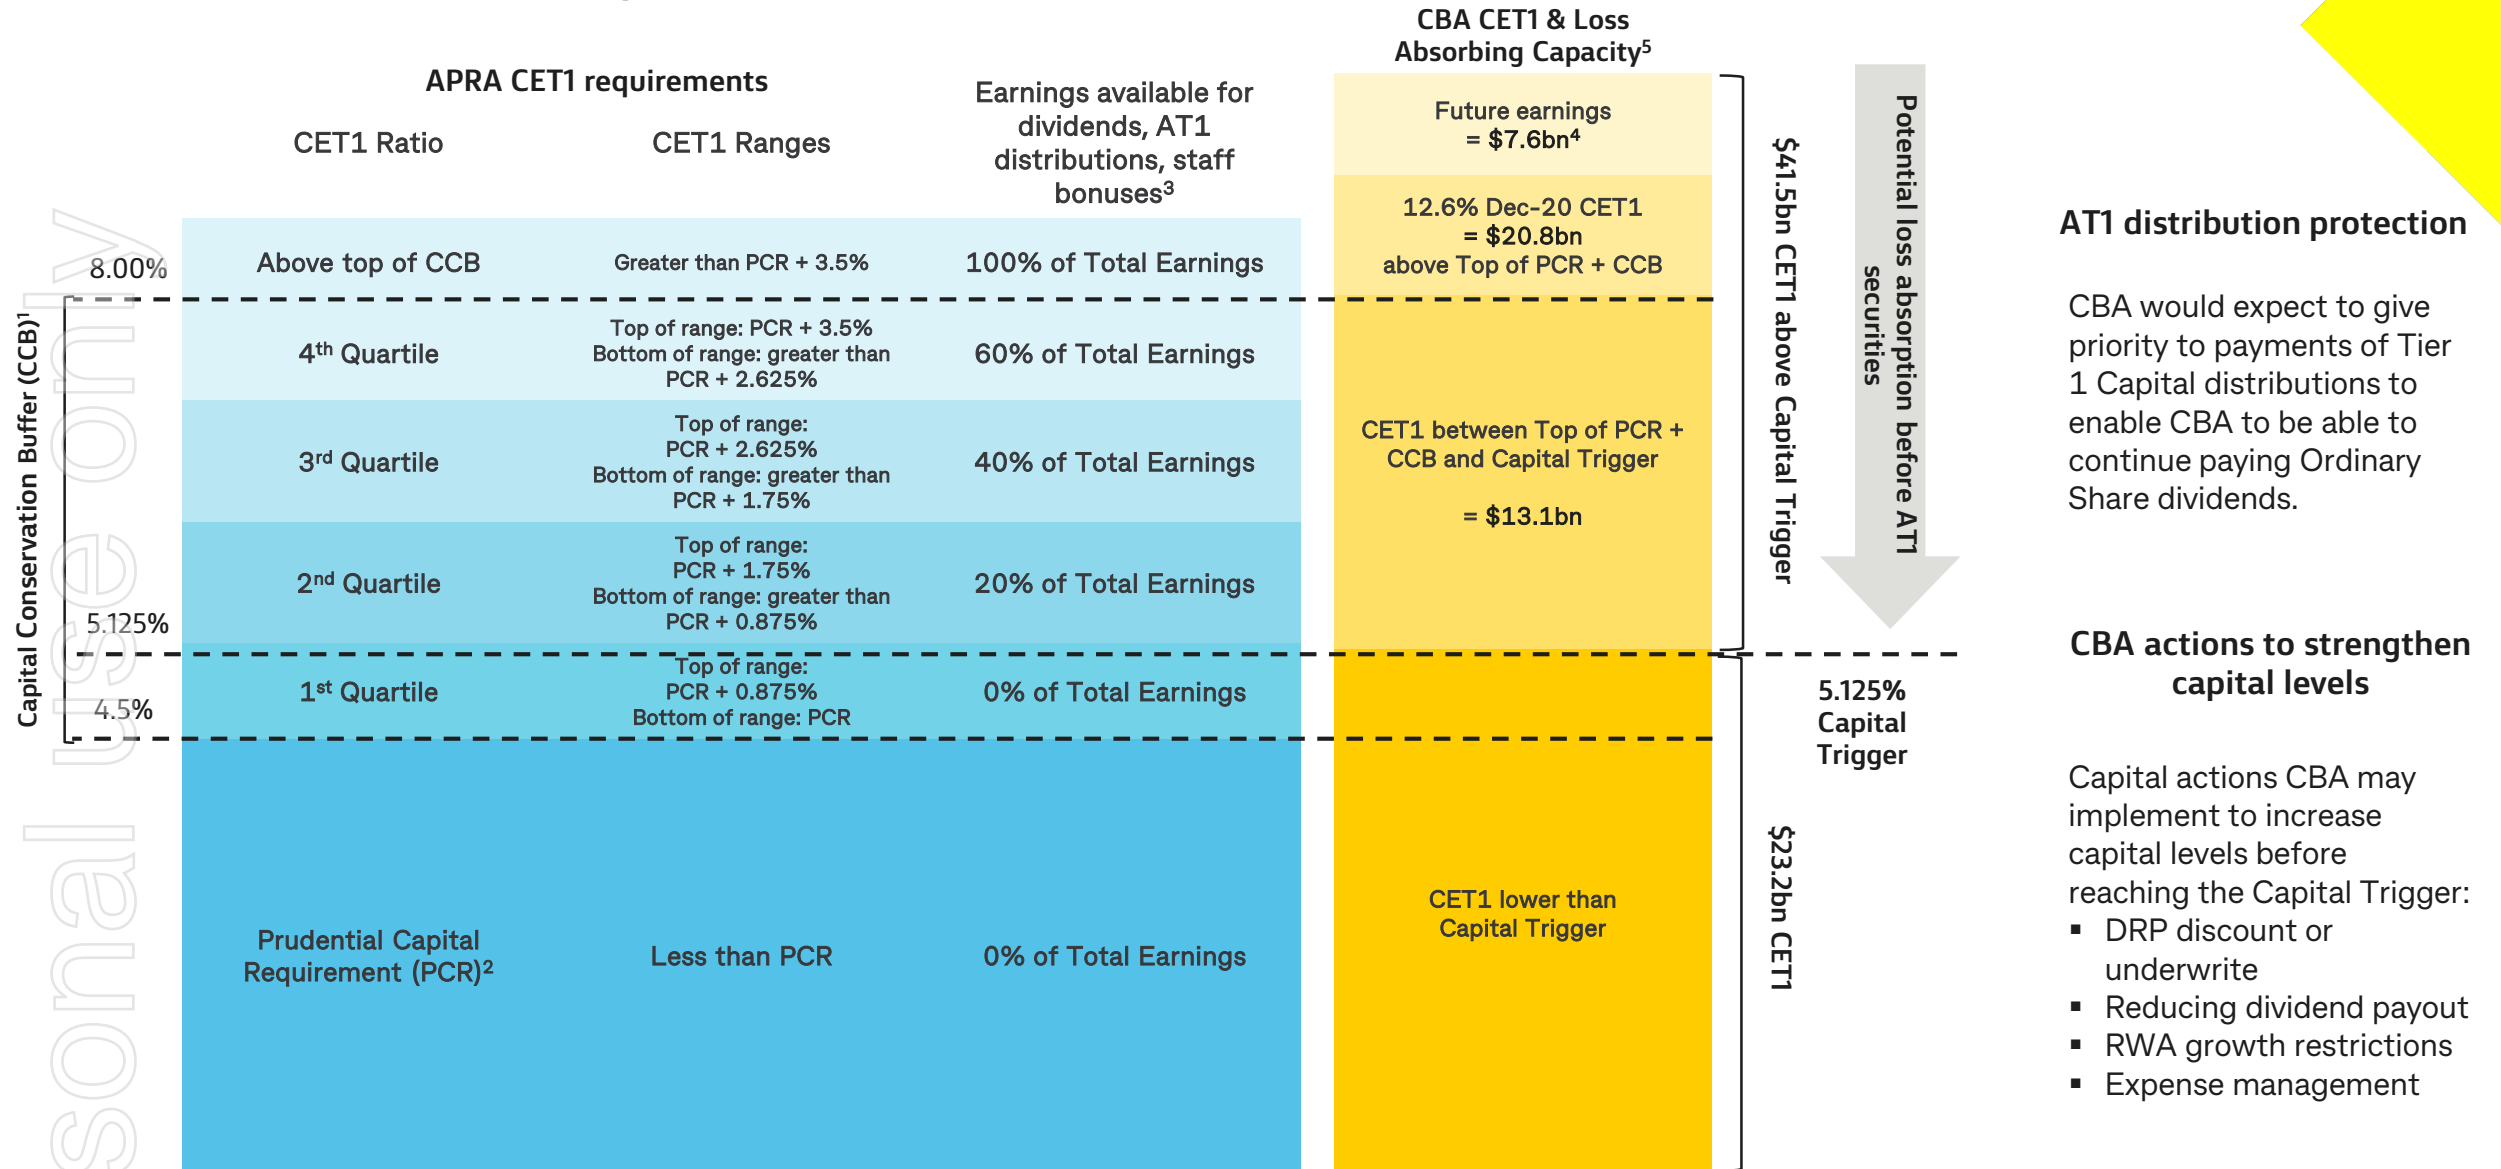 CBA CET1 & Loss
Absorbing Capacity5
APRA CET1 requirements
CET1 Ratio
CET1 Ranges
Earnings available for
dividends, AT1
distributions, staff
bonuses3
Future earnings
= $7.6bn4
12.6% Dec-20 CET1
= $20.8bn
above Top of PCR + CCB
8.00%
Above top of CCB
Greater than PCR + 3.5%
100% of Total Earnings
Capital Conservation Buffer (CCB)1
4th Quartile
Top of range: PCR + 3.5%
Bottom of range: greater than
PCR + 2.625%
60% of Total Earnings
3rd Quartile
Top of range:
PCR + 2.625%
Bottom of range: greater than
PCR + 1.75%
40% of Total Earnings
CET1 between Top of PCR +
CCB and Capital Trigger
= $13.1bn
2nd Quartile
Top of range:
PCR + 1.75%
Bottom of range: greater than
PCR + 0.875%
20% of Total Earnings
5.125%
1st Quartile
Top of range:
PCR + 0.875%
Bottom of range: PCR
0% of Total Earnings
4.5%
Prudential Capital
Requirement (PCR)2
Less than PCR
0% of Total Earnings
CET1 lower than
Capital Trigger
$41.5bn CET1 above Capital Trigger
$23.2bn CET1
Potential loss absorption before AT1
securities
5.125%
Capital
Trigger
AT1 distribution protection
CBA would expect to give
priority to payments of Tier
1 Capital distributions to
enable CBA to be able to
continue paying Ordinary
Share dividends.
CBA actions to strengthen
capital levels
Capital actions CBA may
implement to increase
capital levels before
reaching the Capital Trigger:
▪ DRP discount or
underwrite
▪ Reducing dividend payout
▪ RWA growth restrictions
▪ Expense management
sonal use only